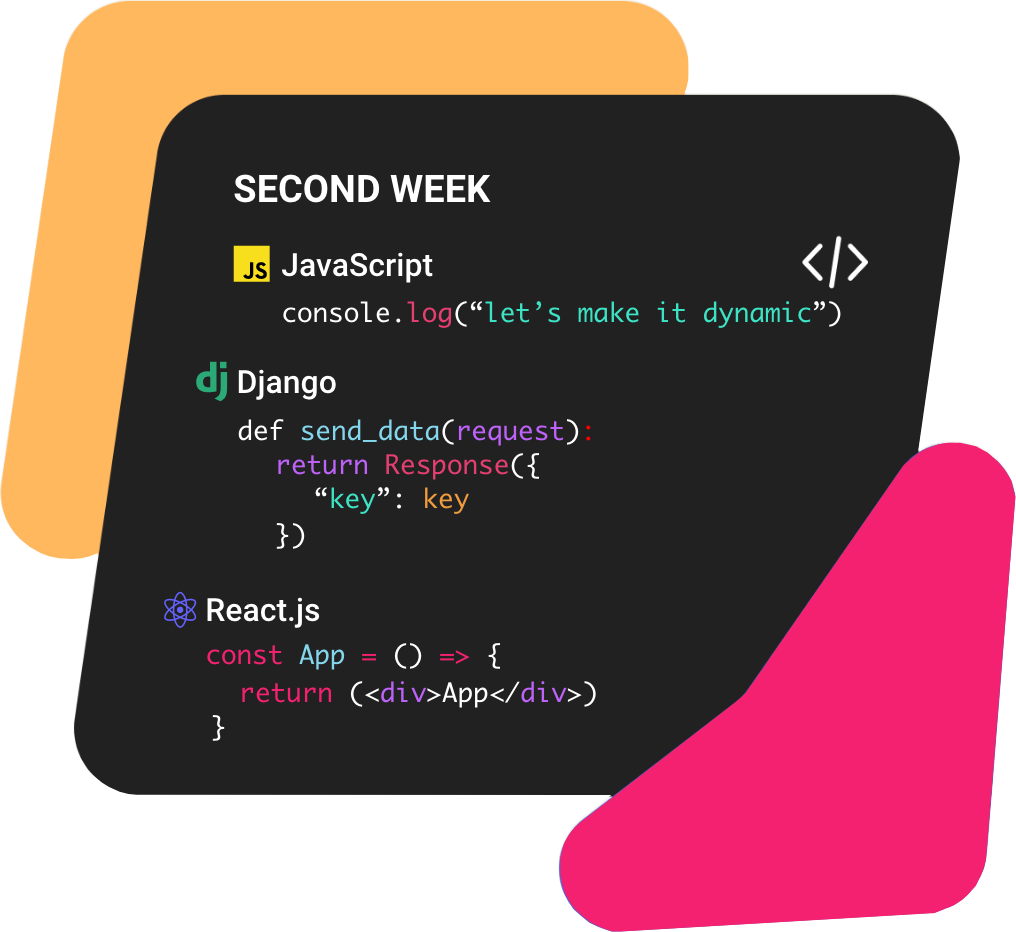 SECOND WEEK
JS JavaScript
</>
console.log(“let’s make it dynamic”)
dj Django
def send_data(request):
return Response({
“key”: key
})
React.js
const App = () => {
return (<div>App</div>)
}